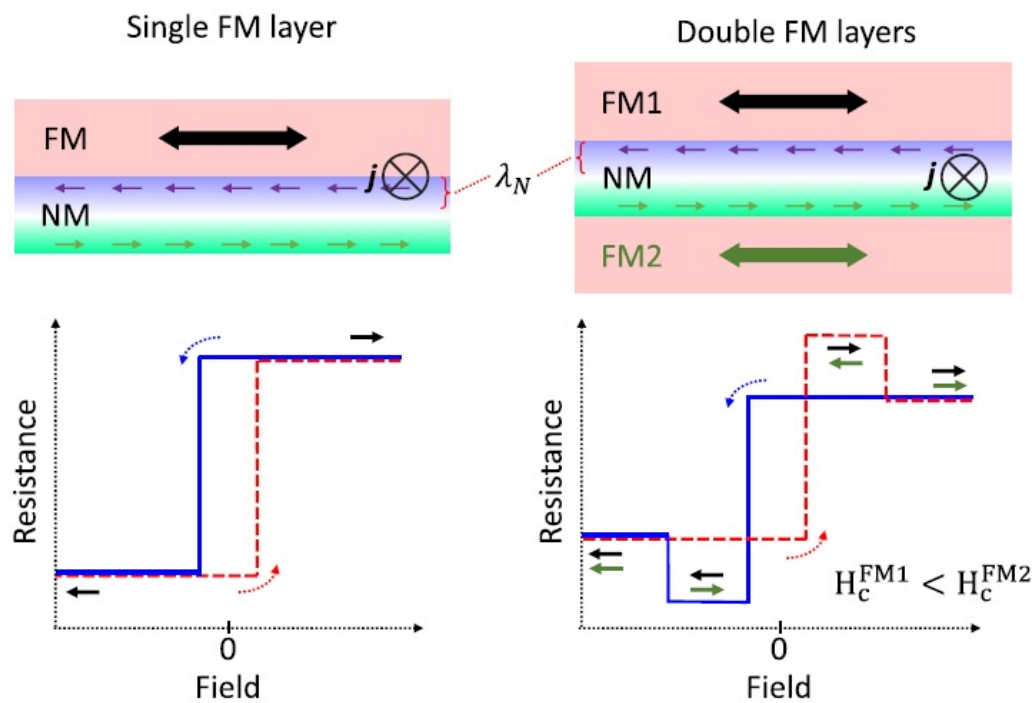 Single FM layer
Double FM layers
FM
j
NM
λ_N
FM1
NM
j
FM2
Resistance
0
Field
Resistance
H_c^FM1 < H_c^FM2
0
Field